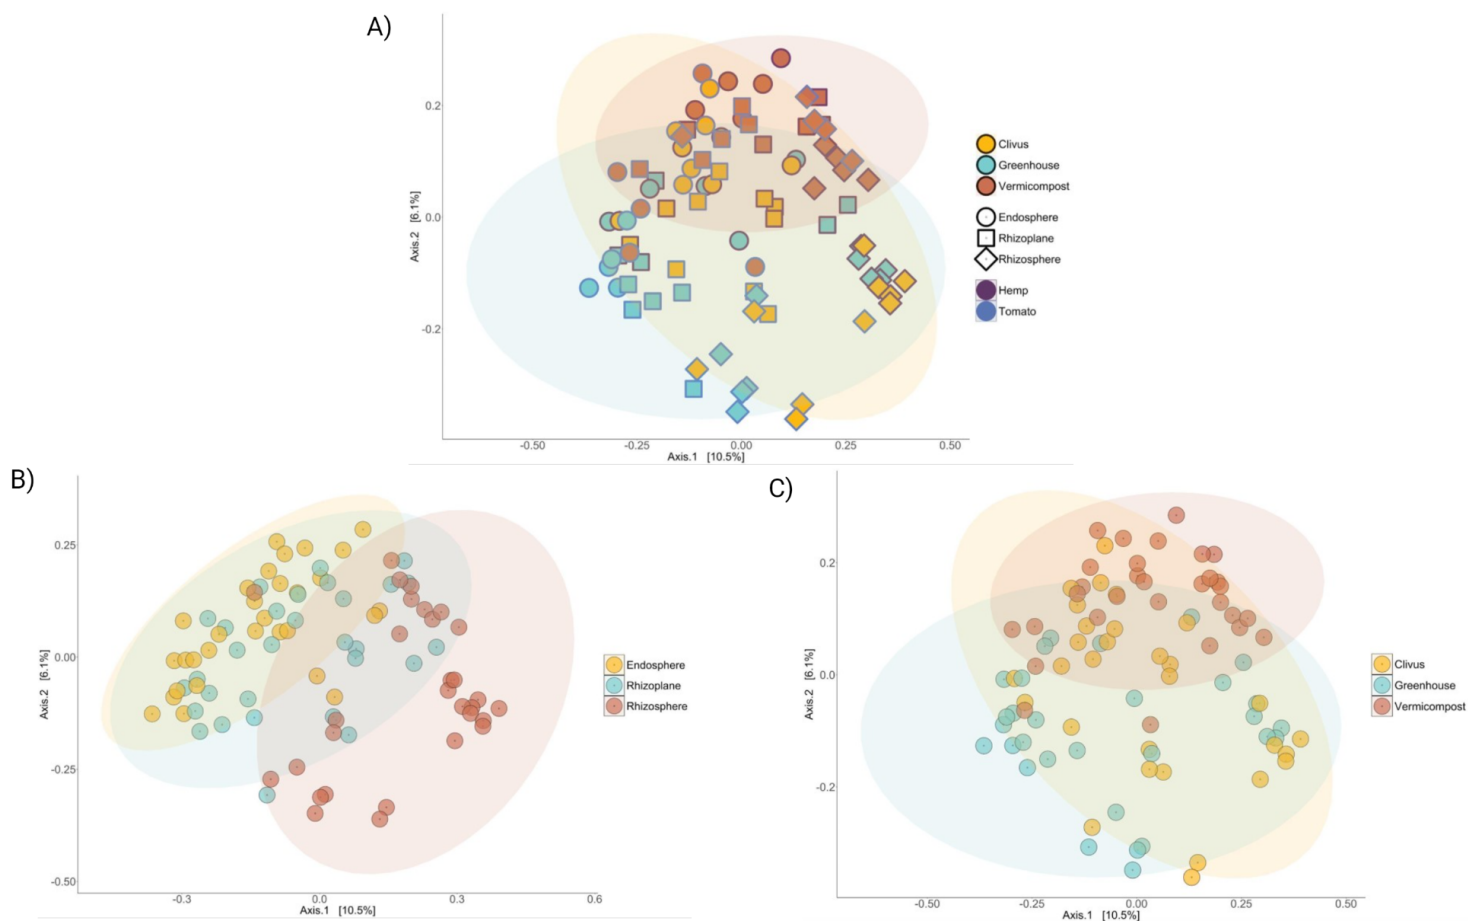 A)
0.2
0.0
-0.2
Axis.2 [6.1%]
-0.50
-0.25
0.00
0.25
0.50
Axis.1 [10.5%]
Clivus
Greenhouse
Vermicompost
Endosphere
Rhizoplane
Rhizosphere
Hemp
Tomato
B)
0.25
0.00
-0.25
-0.50
Axis.2 [6.1%]
-0.3
0.0
0.3
0.6
Axis.1 [10.5%]
Endosphere
Rhizoplane
Rhizosphere
C)
0.2
0.0
-0.2
Axis.2 [6.1%]
-0.50
-0.25
0.00
0.25
0.50
Axis.1 [10.5%]
Clivus
Greenhouse
Vermicompost